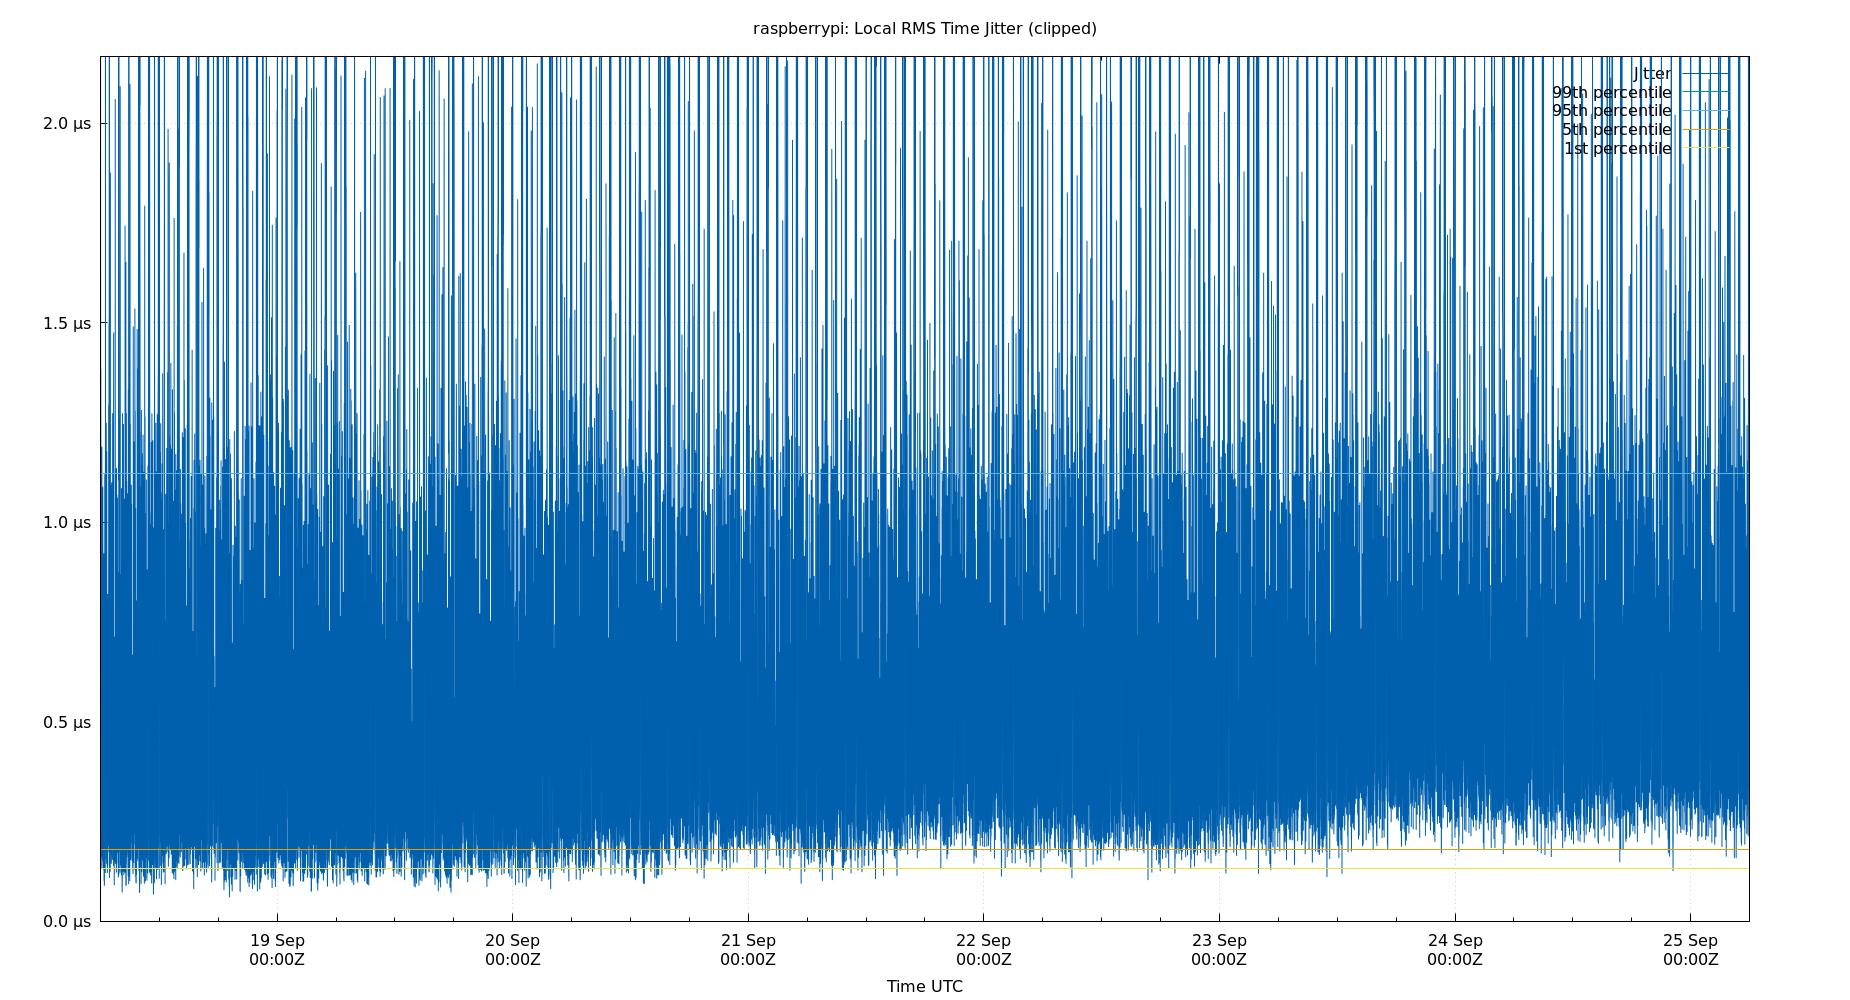 raspberrypi: Local RMS Time Jitter (clipped)
Jitter
99th percentile
95th percentile
5th percentile
1st percentile
2.0 μs
1.5 μs
1.0 μs
0.5 μs
0.0 μs
19 Sep
00:00Z
20 Sep
00:00Z
21 Sep
00:00Z
22 Sep
00:00Z
23 Sep
00:00Z
24 Sep
00:00Z
25 Sep
00:00Z
Time UTC